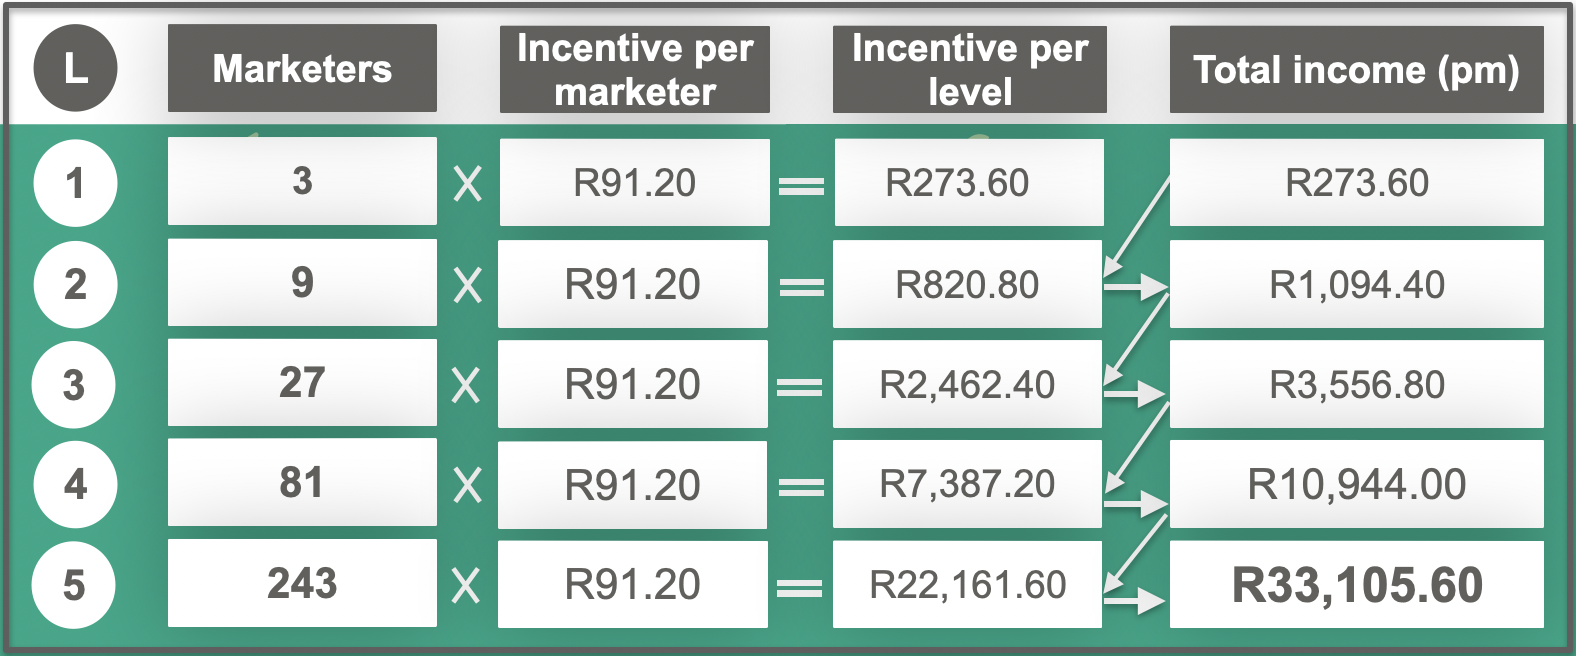 L Marketers Incentive per marketer Incentive per level Total income (pm)
1 3 X R91.20 = R273.60 R273.60
2 9 X R91.20 = R820.80 R1,094.40
3 27 X R91.20 = R2,462.40 R3,556.80
4 81 X R91.20 = R7,387.20 R10,944.00
5 243 X R91.20 = R22,161.60 R33,105.60